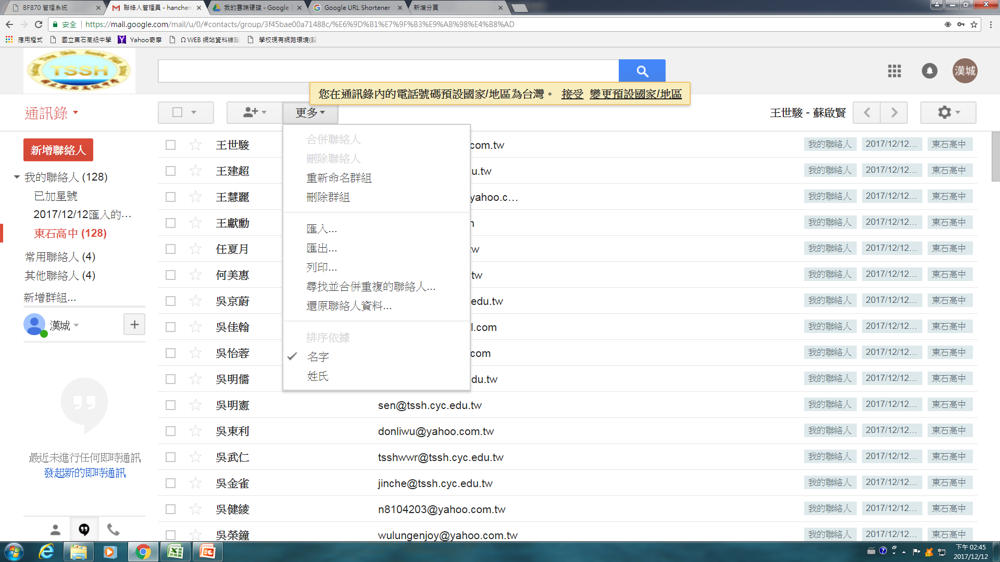 BF870 管理系統
聯絡人管理員 - hanchen
我的雲端硬碟 - Google
Google URL Shortener
新增分頁
安全 https://mail.google.com/mail/u/0/#contacts/group/3f45bae00a71488c/%E6%9D%B1%E7%9F%B3%E9%AB%98%E4%B8%AD
應用程式 國立東石高級中學 Yahoo奇摩 Ω WEB 網站資料維護 學校現有網路環境(設
TSSH
漢城
您在通訊錄內的電話號碼預設國家/地區為台灣。 接受 變更預設國家/地區
通訊錄
更多
王世駿 - 蘇啟賢
新增聯絡人
我的聯絡人 (128)
已加星號
2017/12/12匯入的…
東石高中 (128)
常用聯絡人 (4)
其他聯絡人 (4)
新增群組...
漢城
最近未進行任何即時通訊
發起新的即時通訊
合併聯絡人
刪除聯絡人
重新命名群組
刪除群組
匯入...
匯出...
列印...
尋找並合併重複的聯絡人...
還原聯絡人資料...
排序依據
名字
姓氏
王世駿 com.tw 我的聯絡人 2017/12/12… 東石高中
王建超 u.tw 我的聯絡人 2017/12/12… 東石高中
王慧麗 yahoo.c… 我的聯絡人 2017/12/12… 東石高中
王獻勳 我的聯絡人 2017/12/12… 東石高中
任夏月 .w 我的聯絡人 2017/12/12… 東石高中
何美惠 tw 我的聯絡人 2017/12/12… 東石高中
吳京蔚 edu.tw 我的聯絡人 2017/12/12… 東石高中
吳佳翰 l.com 我的聯絡人 2017/12/12… 東石高中
吳怡蓉 com 我的聯絡人 2017/12/12… 東石高中
吳明儒 du.tw 我的聯絡人 2017/12/12… 東石高中
吳明憲 sen@tssh.cyc.edu.tw 我的聯絡人 2017/12/12… 東石高中
吳東利 donliwu@yahoo.com.tw 我的聯絡人 2017/12/12… 東石高中
吳武仁 tsshwwr@tssh.cyc.edu.tw 我的聯絡人 2017/12/12… 東石高中
吳金雀 jinche@tssh.cyc.edu.tw 我的聯絡人 2017/12/12… 東石高中
吳健綾 n8104203@yahoo.com.tw 我的聯絡人 2017/12/12… 東石高中
吳榮鐘 wulungenjoy@yahoo.com.tw 我的聯絡人 2017/12/12… 東石高中
下午 02:45
2017/12/12